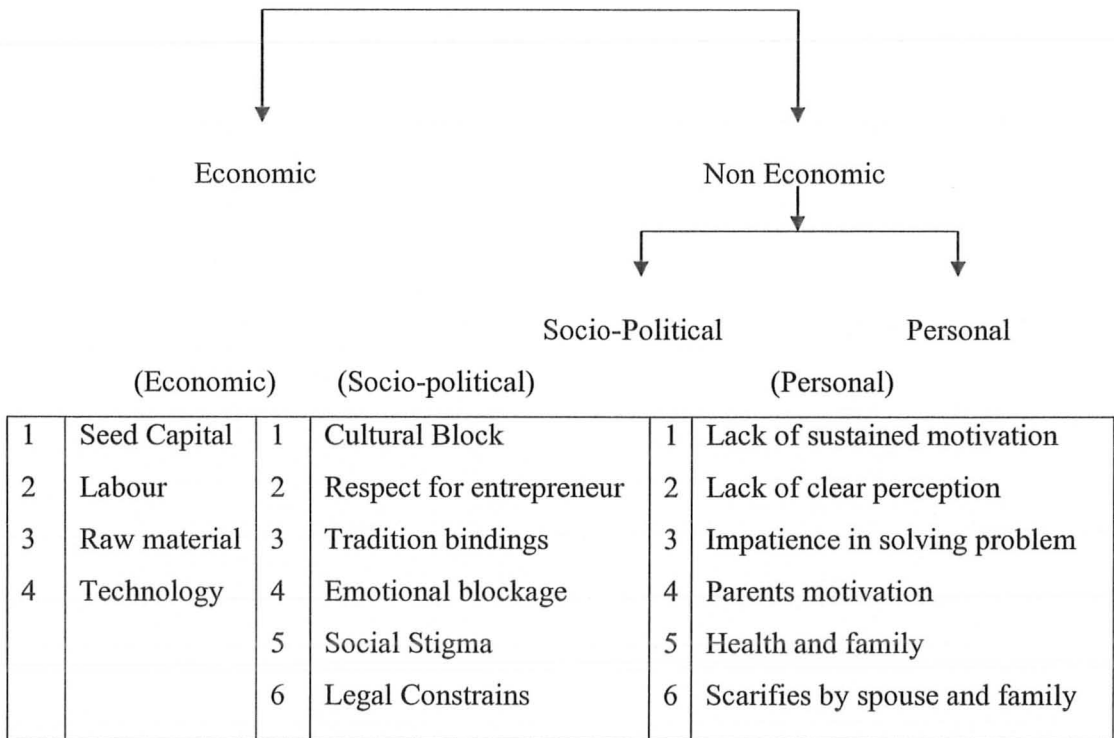 Economic Non Economic
Socio-Political Personal
(Economic) (Socio-political) (Personal)
1 Seed Capital 1 Cultural Block 1 Lack of sustained motivation
2 Labour 2 Respect for entrepreneur 2 Lack of clear perception
3 Raw material 3 Tradition bindings 3 Impatience in solving problem
4 Technology 4 Emotional blockage 4 Parents motivation
5 Social Stigma 5 Health and family
6 Legal Constrains 6 Scarifies by spouse and family